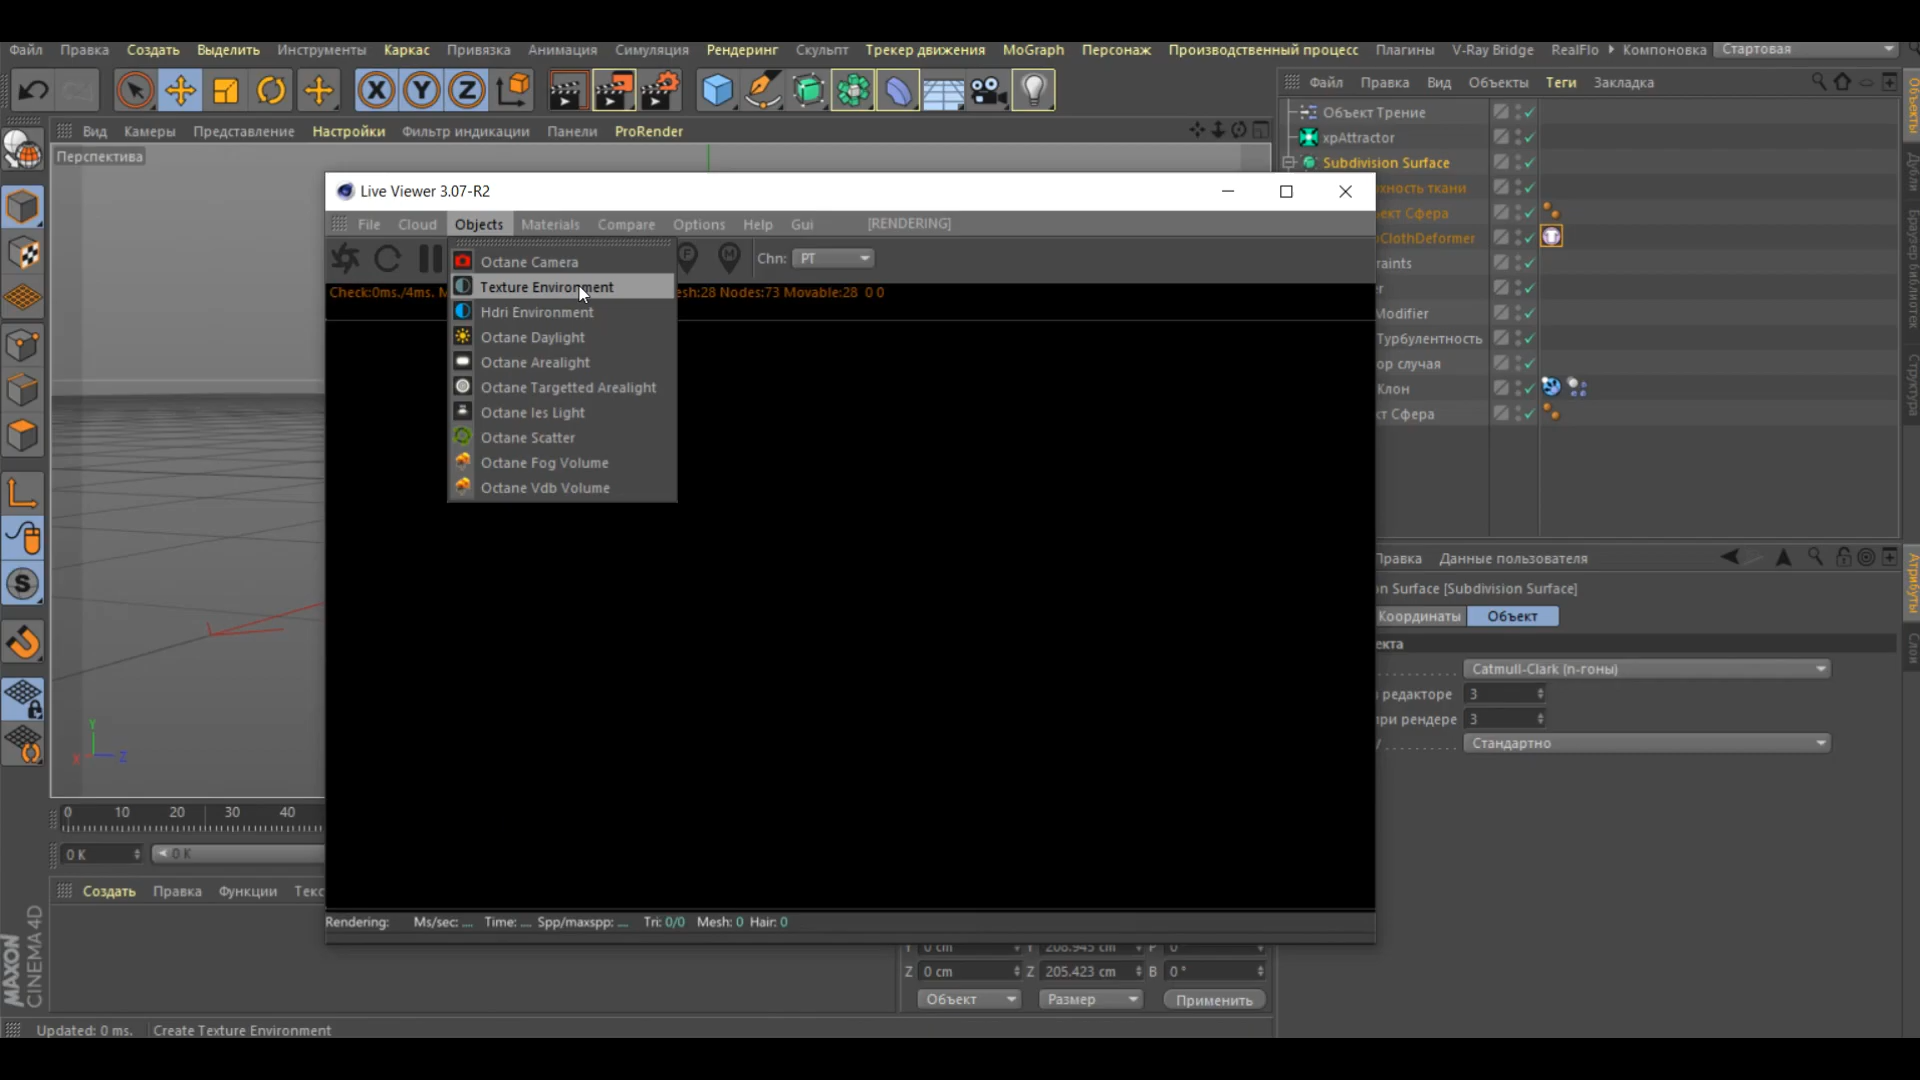 Файл Правка Создать Выделить Инструменты Каркас Привязка Анимация Симуляция Рендеринг Скульпт Трекер движения MoGraph Персонаж Производственный процесс Плагины V-Ray Bridge RealFlo Компоновка Стартовая
Файл Правка Вид Объекты Теги Закладка
Вид Камеры Представление Настройки Фильтр индикации Панели ProRender
Перспектива
Объект Трение
xpAttractor
Subdivision Surface
хность ткани
ект Сфера
ClothDeformer
raints
r
Modifier
Турбулентность
ор случая
Клон
ст Сфера
Live Viewer 3.07-R2
File Cloud Objects Materials Compare Options Help Gui [RENDERING]
Chn: PT
Check:0ms./4ms. M
esh:28 Nodes:73 Movable:28 0 0
Octane Camera
Texture Environment
Hdri Environment
Octane Daylight
Octane Arealight
Octane Targetted Arealight
Octane Ies Light
Octane Scatter
Octane Fog Volume
Octane Vdb Volume
Rendering: Ms/sec: .... Time: .... Spp/maxspp: .... Tri: 0/0 Mesh: 0 Hair: 0
Правка Данные пользователя
n Surface [Subdivision Surface]
Координаты Объект
екта
Catmull-Clark (n-гоны)
редакторе 3
при рендере 3
Стандартно
Объекты
Дубли
Браузер библиотек
Структура
Атрибуты
Слои
Y
X Z
0 10 20 30 40
0 K 0 K
Создать Правка Функции Текс
Y 0 cm Y 208.945 cm P 0
Z 0 cm Z 205.423 cm B 0 °
Объект Размер Применить
MAXON
CINEMA 4D
Updated: 0 ms. Create Texture Environment